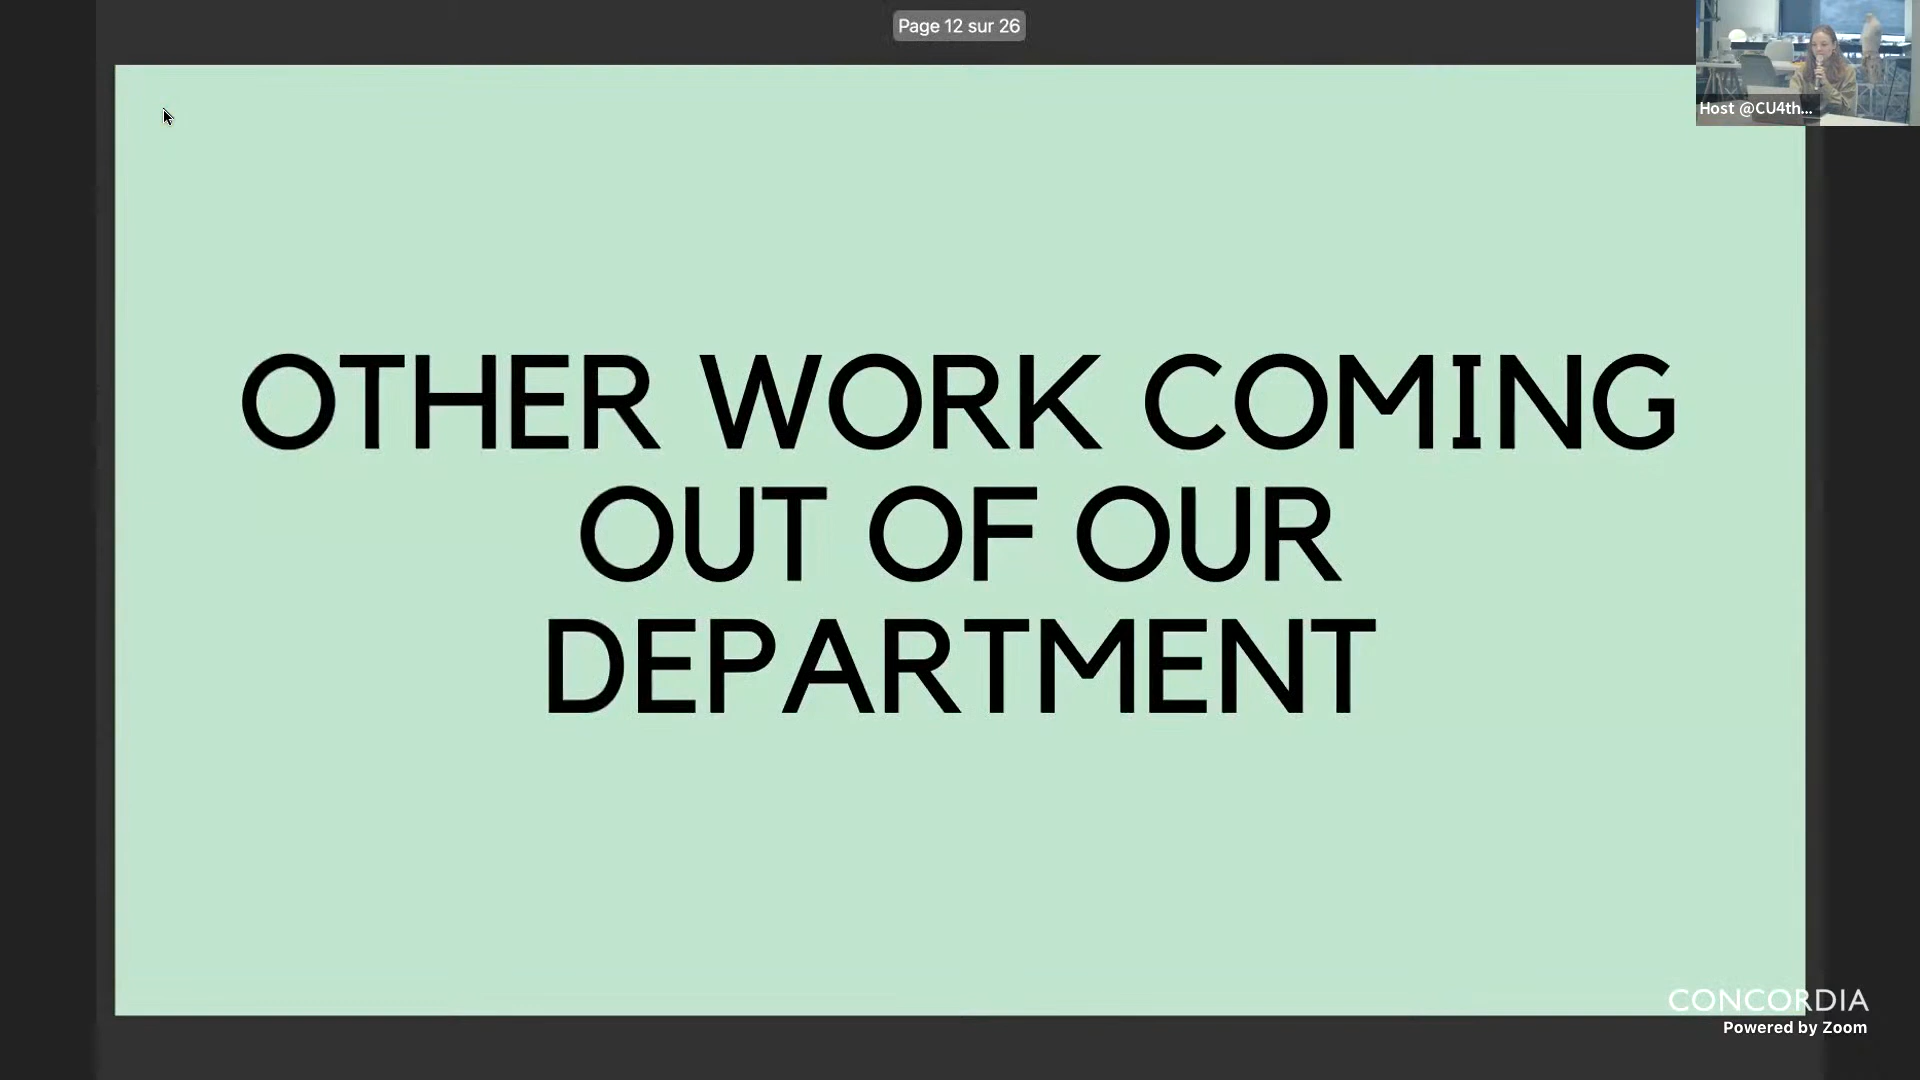 Page 12 sur 26
Host @CU4th...
OTHER WORK COMING
OUT OF OUR
DEPARTMENT
CONCORDIA
Powered by Zoom